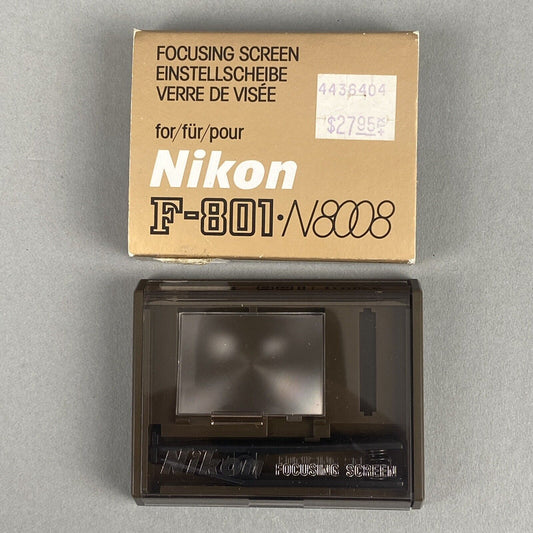 FOCUSING SCREEN
EINSTELLSCHEIBE
VERRE DE VISÉE
4436404
$27.95
for/für/pour
Nikon
F-801·N8008
Nikon FOCUSING SCREEN